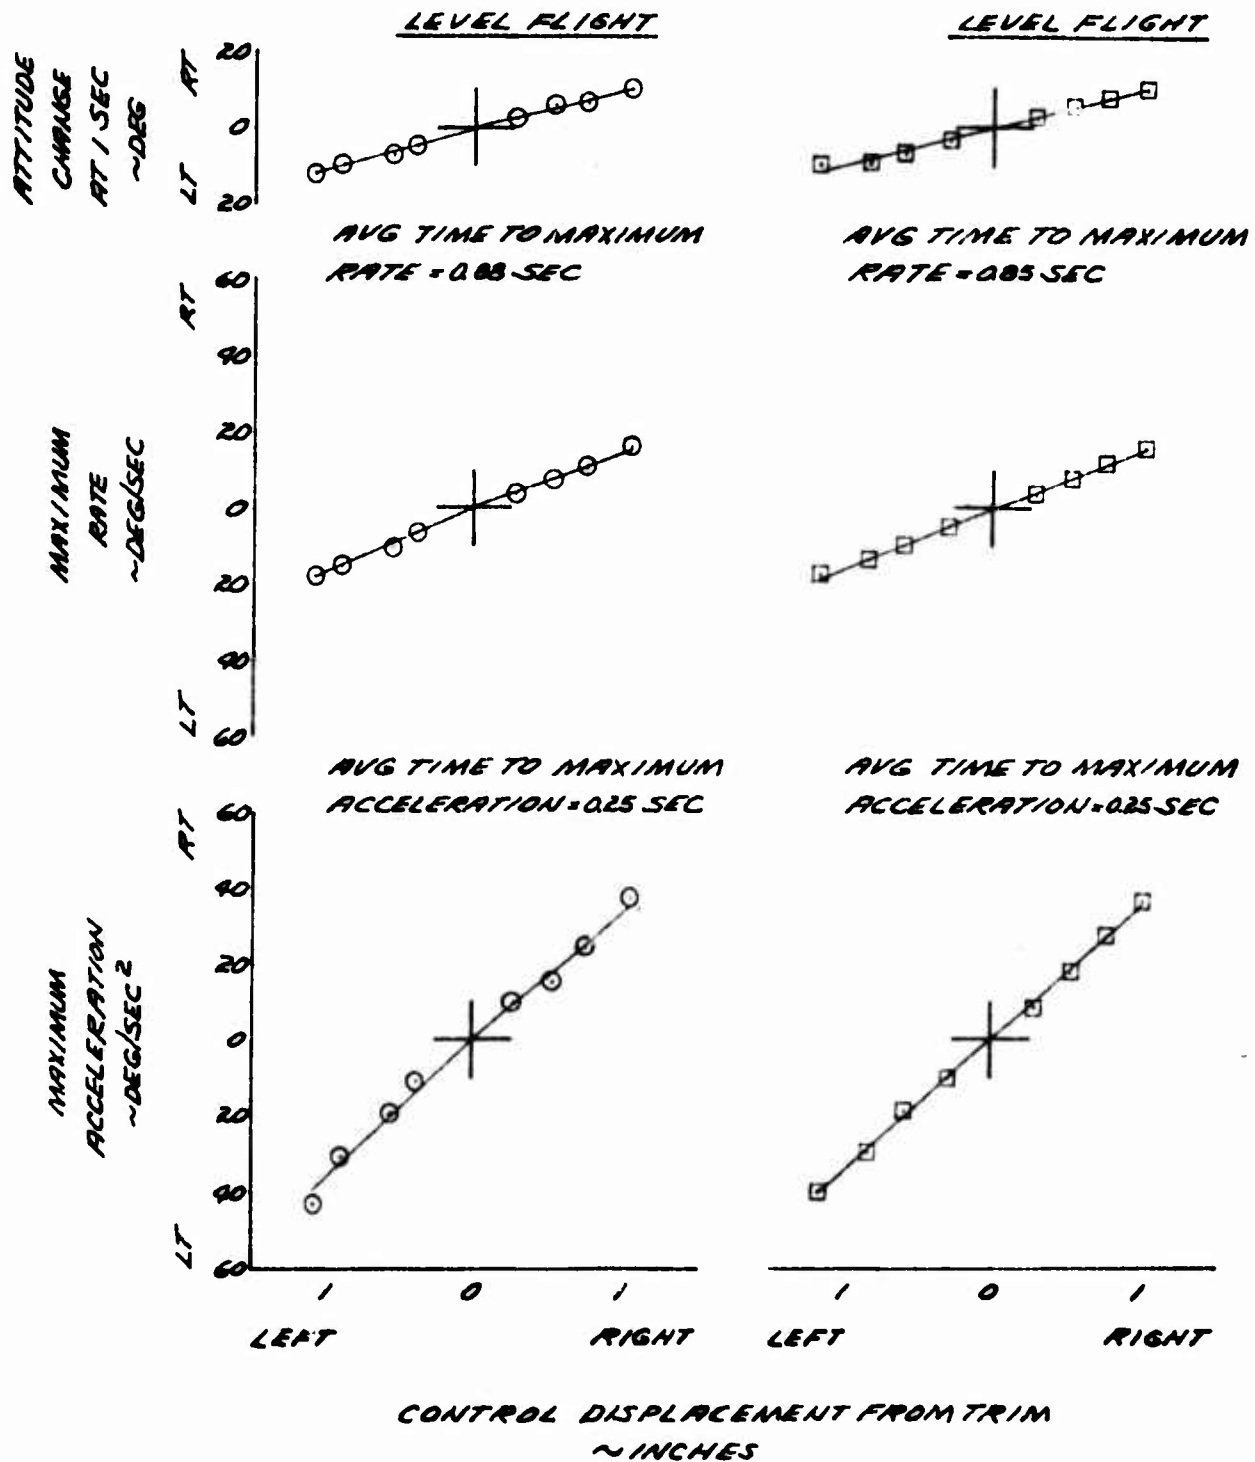 LEVEL FLIGHT
LEVEL FLIGHT
ATTITUDE
CHANGE
AT 1 SEC
~DEG
LT RT
20
0
20
AVG TIME TO MAXIMUM
RATE = 0.88 SEC
AVG TIME TO MAXIMUM
RATE = 0.85 SEC
MAXIMUM
RATE
~DEG/SEC
LT RT
60
40
20
0
20
40
60
AVG TIME TO MAXIMUM
ACCELERATION = 0.25 SEC
AVG TIME TO MAXIMUM
ACCELERATION = 0.25 SEC
MAXIMUM
ACCELERATION
~DEG/SEC²
LT RT
60
40
20
0
20
40
60
1 0 1
1 0 1
LEFT RIGHT
LEFT RIGHT
CONTROL DISPLACEMENT FROM TRIM
~ INCHES